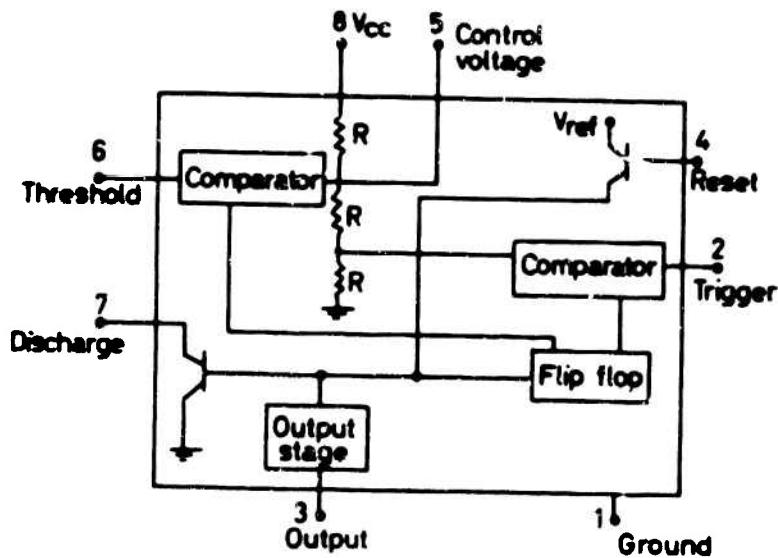 8 Vcc
5
Control
voltage
R
Vref
4
Reset
6
Threshold
Comparator
R
2
Trigger
Comparator
R
7
Discharge
Flip flop
Output
stage
3
Output
1
Ground